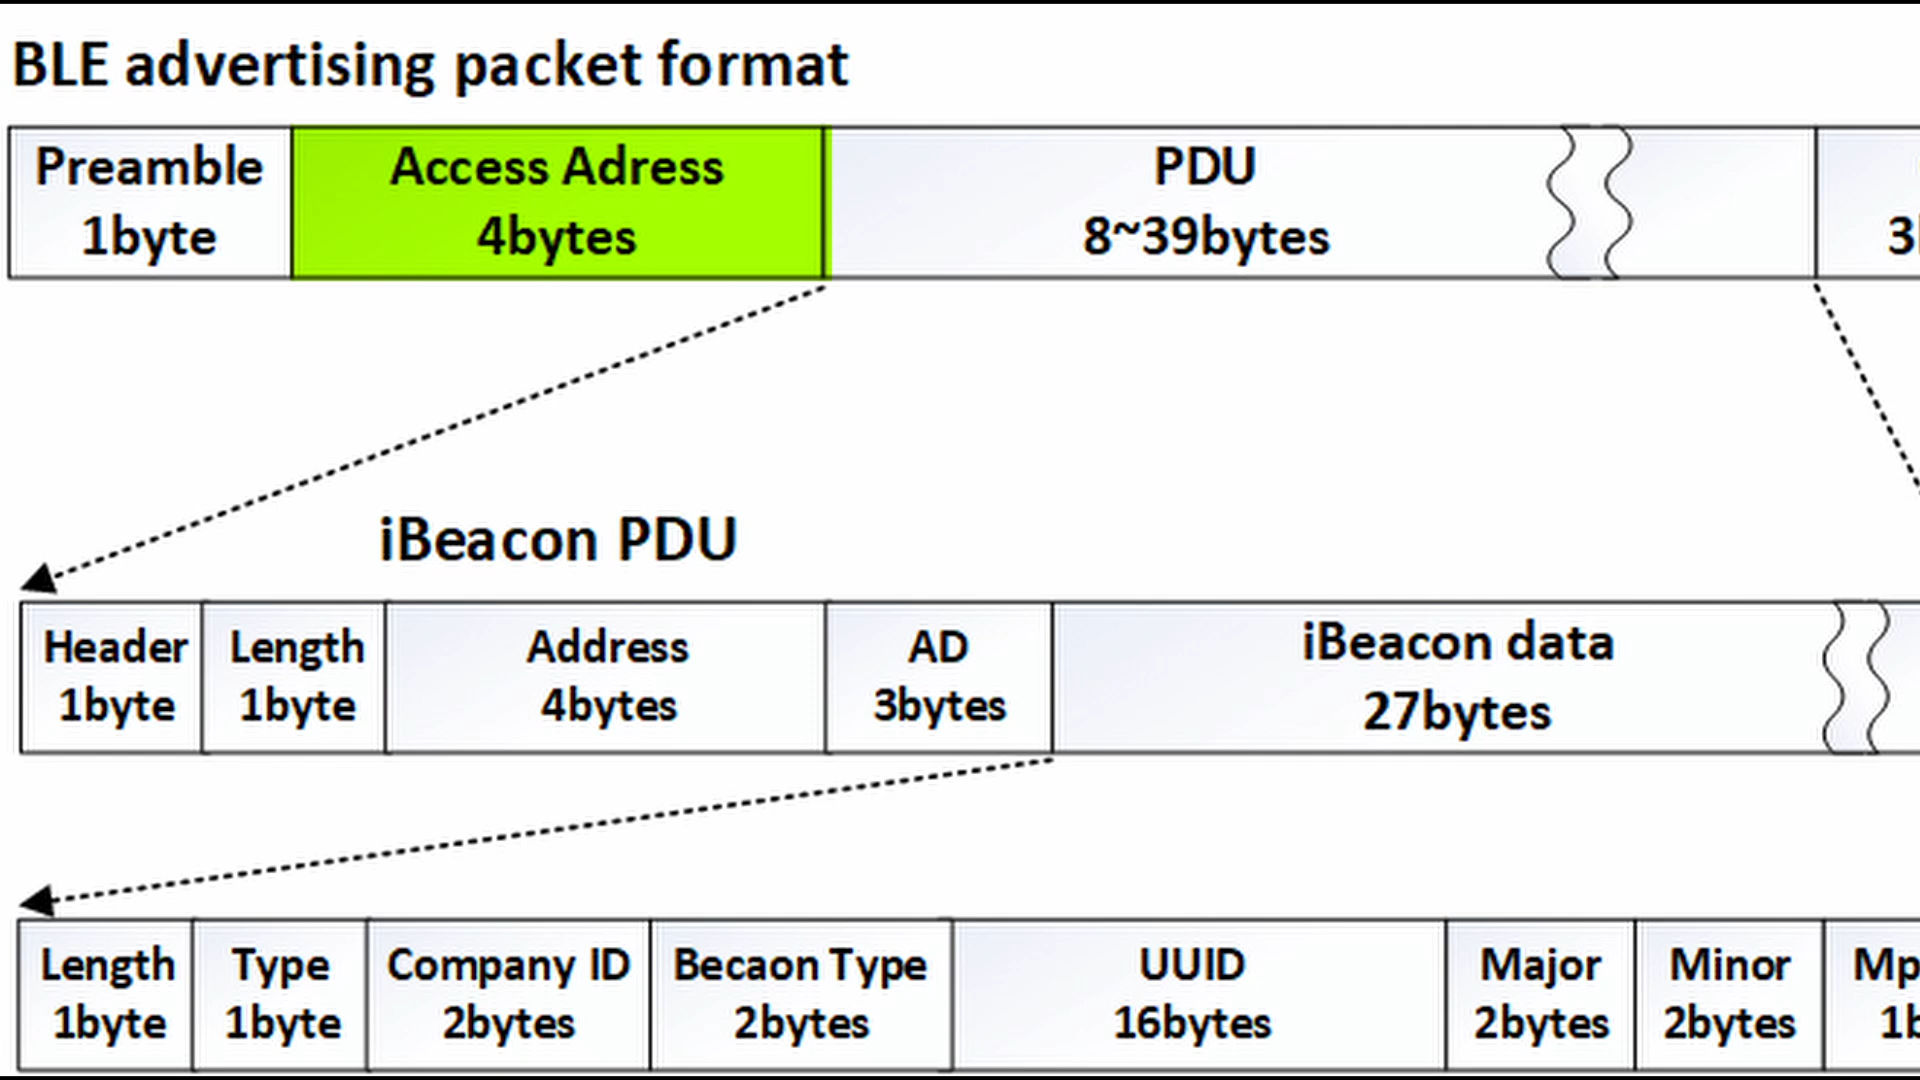 BLE advertising packet format
Preamble Access Adress PDU
1byte 4bytes 8~39bytes
iBeacon PDU
Header Length Address AD iBeacon data
1byte 1byte 4bytes 3bytes 27bytes
Length Type Company ID Becaon Type UUID Major Minor
1byte 1byte 2bytes 2bytes 16bytes 2bytes 2bytes